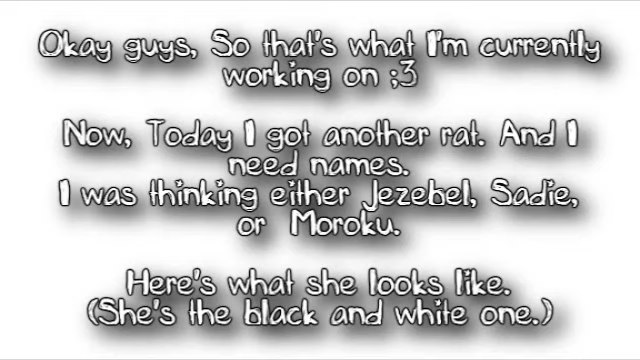 Okay guys, So that's what I'm currently
working on ;3
Now, Today I got another rat. And I
need names.
I was thinking either Jezebel, Sadie,
or Moroku.
Here's what she looks like.
(She's the black and white one.)